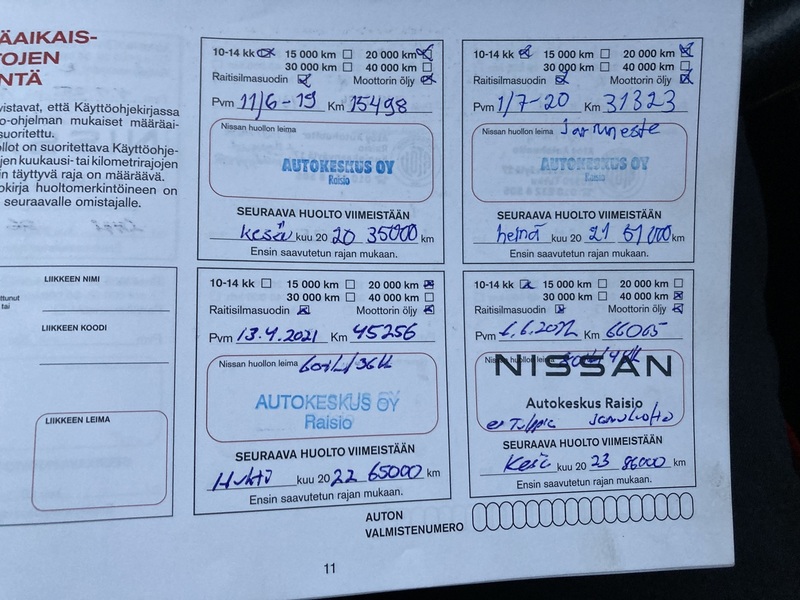 ÄAIKAIS-
TOJEN
NTÄ
vistavat, että Käyttöohjekirjassa
o-ohjelman mukaiset määräai-
suoritettu.
ollot on suoritettava Käyttöohje-
jen kuukausi- tai kilometrirajojen
in täyttyvä raja on määräävä.
okirja huoltomerkintöineen on
seuraavalle omistajalle.
LIIKKEEN NIMI
ttunut
tai
LIIKKEEN KOODI
LIIKKEEN LEIMA
10-14 kk 15 000 km 20 000 km
30 000 km 40 000 km
Raitisilmasuodin Moottorin öljy
Pvm 11/6-19 Km 15498
Nissan huollon leima
AUTOKESKUS OY
Raisio
SEURAAVA HUOLTO VIIMEISTÄÄN
kesä kuu 20 20 35000 km
Ensin saavutetun rajan mukaan.
10-14 kk 15 000 km 20 000 km
30 000 km 40 000 km
Raitisilmasuodin Moottorin öljy
Pvm 1/7-20 Km 31323
Nissan huollon leima Jarruneste
AUTOKESKUS OY
SEURAAVA HUOLTO VIIMEISTÄÄN
heinä kuu 20 21 51000 km
Ensin saavutetun rajan mukaan.
10-14 kk 15 000 km 20 000 km
30 000 km 40 000 km
Raitisilmasuodin Moottorin öljy
Pvm 13.4.2021 Km 45256
Nissan huollon leima
AUTOKESKUS OY
Raisio
SEURAAVA HUOLTO VIIMEISTÄÄN
Huhti kuu 20 22 65000 km
Ensin saavutetun rajan mukaan.
10-14 kk 15 000 km 20 000 km
30 000 km 40 000 km
Raitisilmasuodin Moottorin öljy
Pvm 6.6.2022 Km 66065
Nissan huollon leima
NISSAN
Autokeskus Raisio
SEURAAVA HUOLTO VIIMEISTÄÄN
Kesä kuu 20 23 86000 km
Ensin saavutetun rajan mukaan.
AUTON
VALMISTENUMERO
11